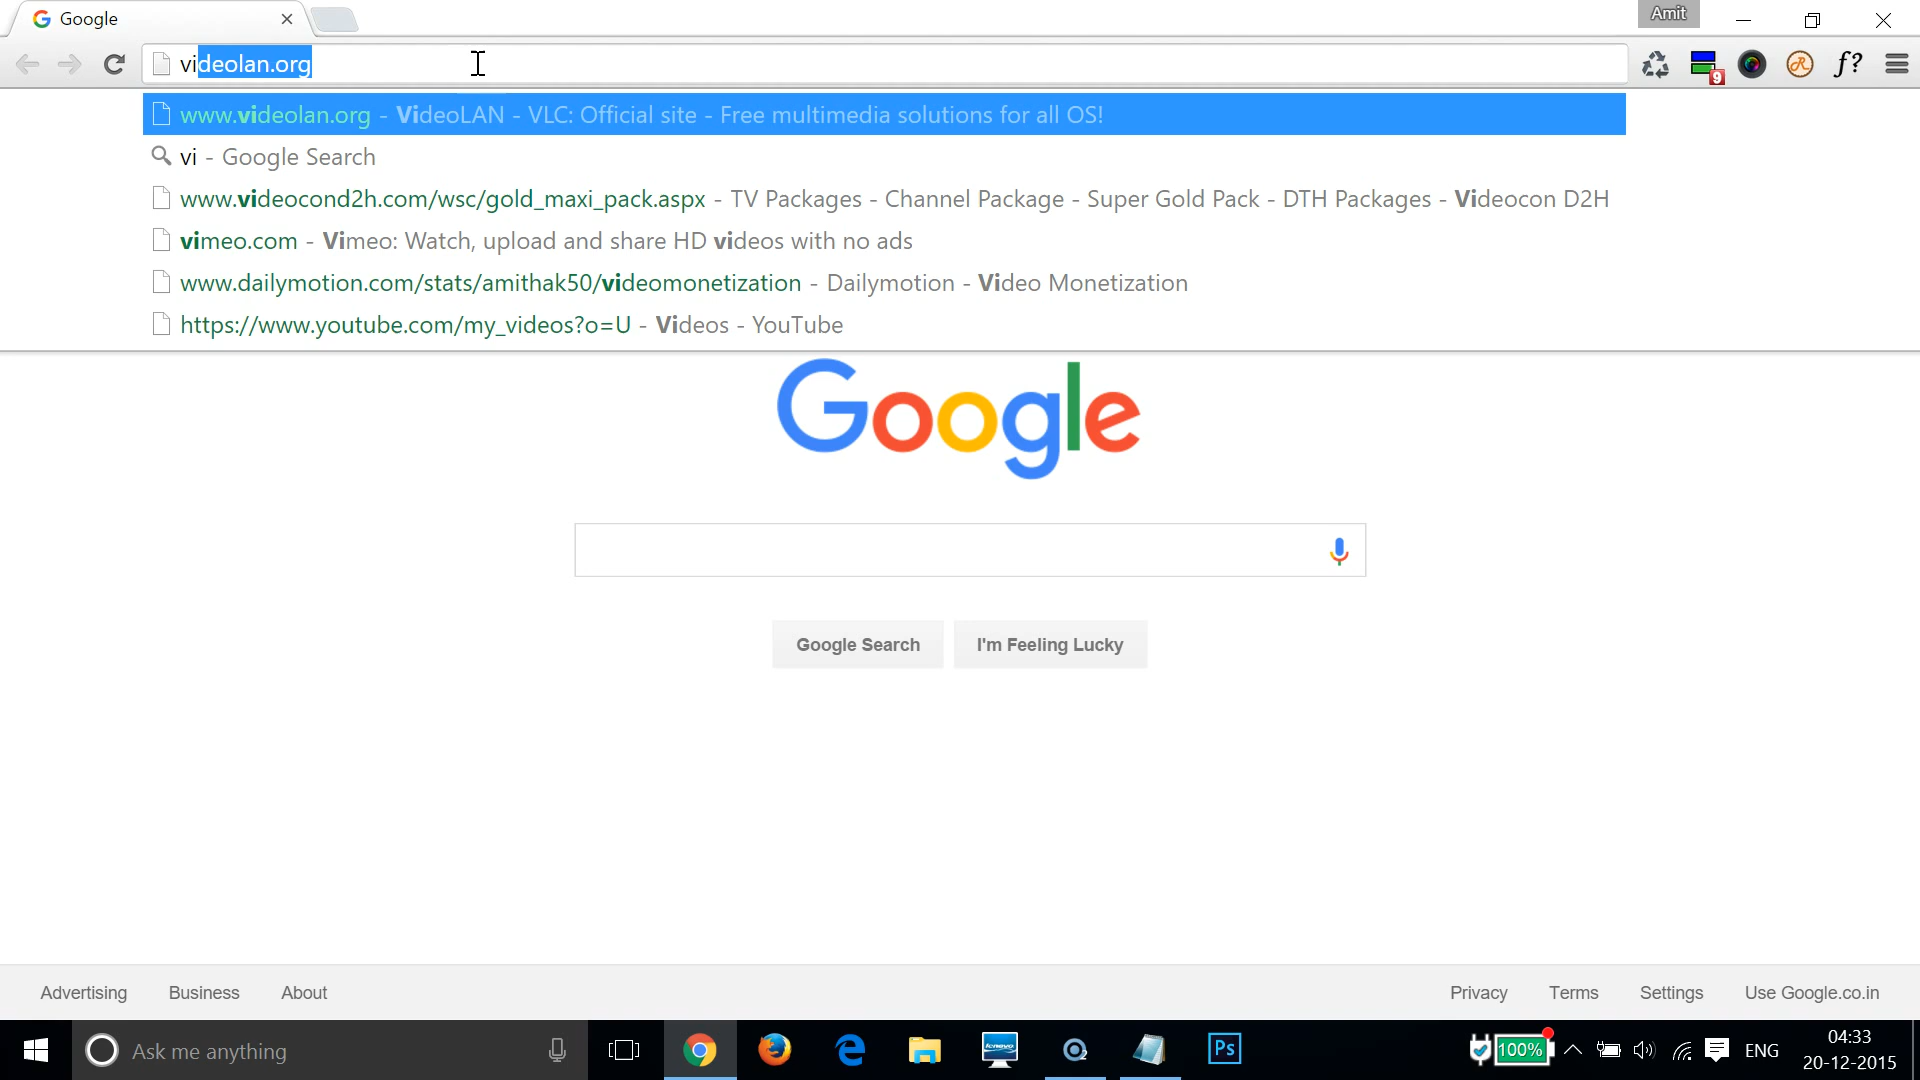 Google
Amit
videolan.org
9
www.videolan.org - VideoLAN - VLC: Official site - Free multimedia solutions for all OS!
vi - Google Search
www.videocond2h.com/wsc/gold_maxi_pack.aspx - TV Packages - Channel Package - Super Gold Pack - DTH Packages - Videocon D2H
vimeo.com - Vimeo: Watch, upload and share HD videos with no ads
www.dailymotion.com/stats/amithak50/videomonetization - Dailymotion - Video Monetization
https://www.youtube.com/my_videos?o=U - Videos - YouTube
Google
Google Search I'm Feeling Lucky
Advertising Business About Privacy Terms Settings Use Google.co.in
Ask me anything lenovo Ps 100% ENG 04:33
20-12-2015